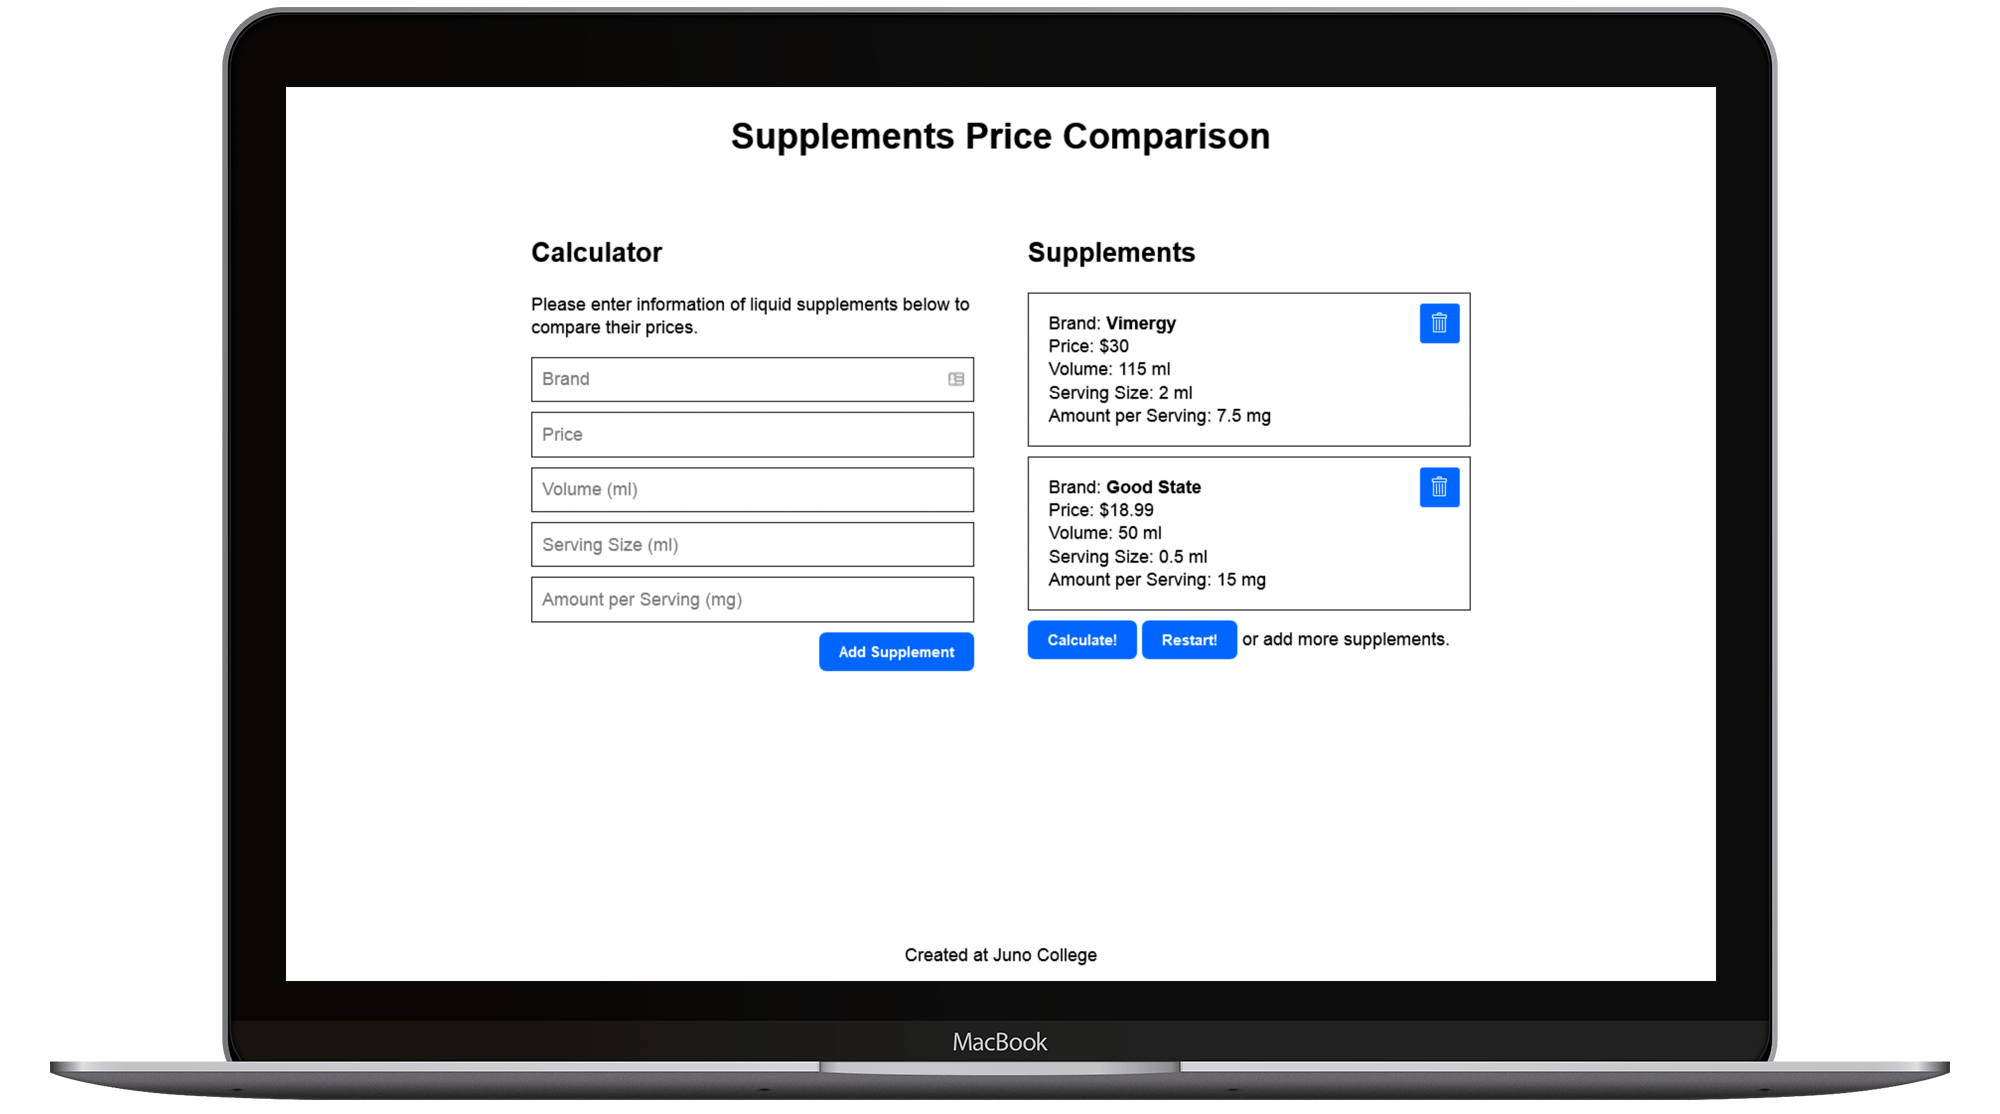 Supplements Price Comparison
Calculator
Please enter information of liquid supplements below to
compare their prices.
Brand
Price
Volume (ml)
Serving Size (ml)
Amount per Serving (mg)
Add Supplement
Supplements
Brand: Vimergy
Price: $30
Volume: 115 ml
Serving Size: 2 ml
Amount per Serving: 7.5 mg
Brand: Good State
Price: $18.99
Volume: 50 ml
Serving Size: 0.5 ml
Amount per Serving: 15 mg
Calculate! Restart! or add more supplements.
Created at Juno College
MacBook